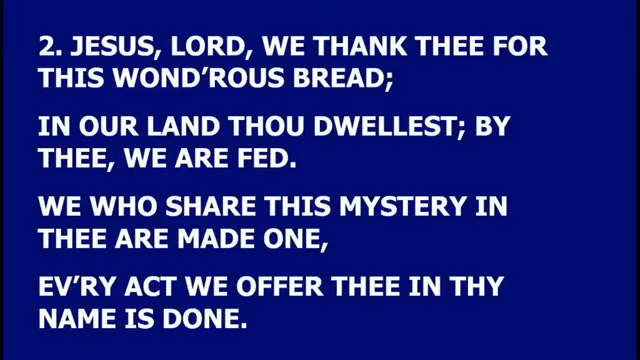 2. JESUS, LORD, WE THANK THEE FOR
THIS WOND’ROUS BREAD;
IN OUR LAND THOU DWELLEST; BY
THEE, WE ARE FED.
WE WHO SHARE THIS MYSTERY IN
THEE ARE MADE ONE,
EV’RY ACT WE OFFER THEE IN THY
NAME IS DONE.